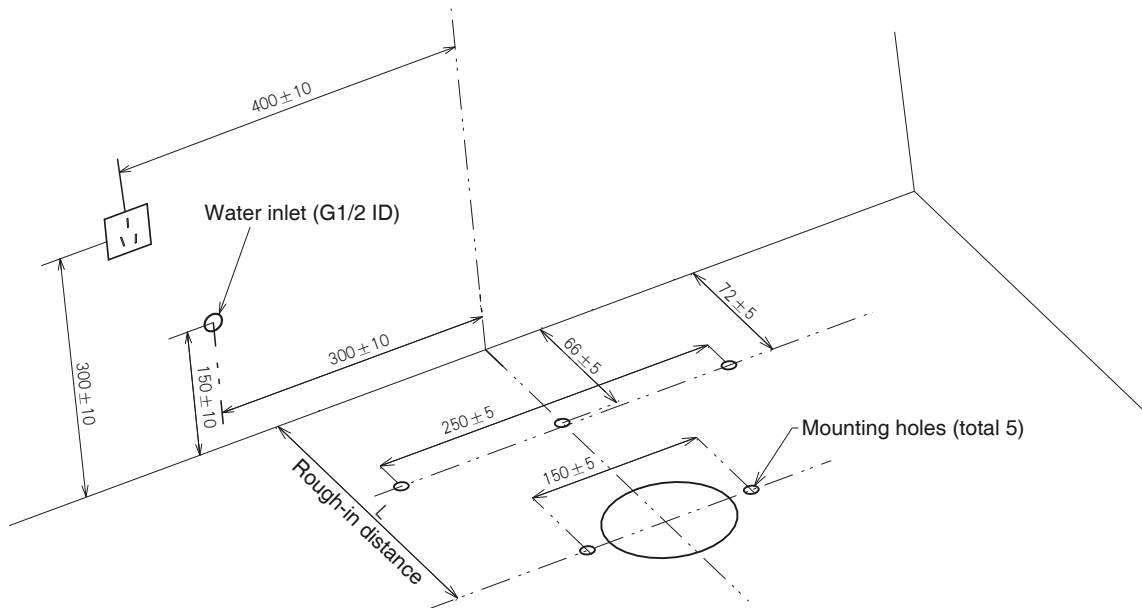 400±10
Water inlet (G1/2 ID)
300±10
150±10
300±10
72±5
66±5
250±5
150±5
Mounting holes (total 5)
L
Rough-in distance